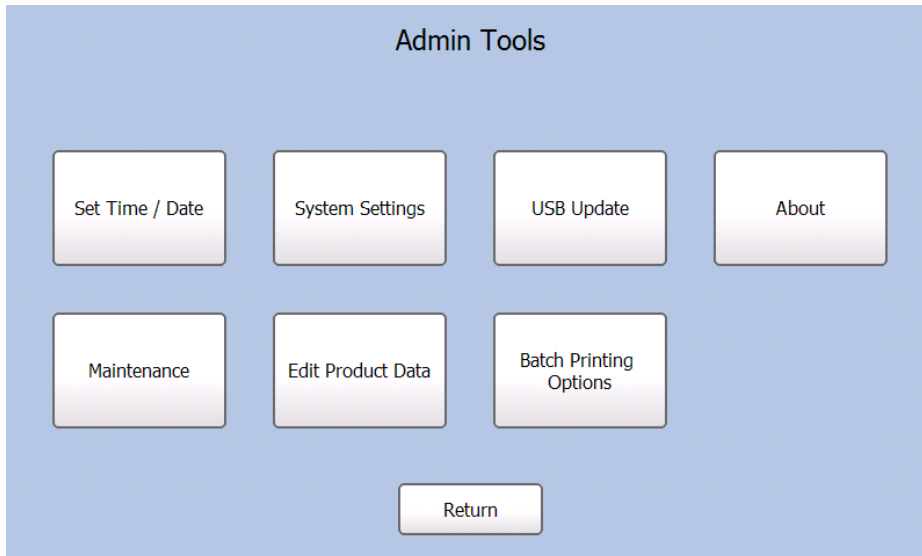 Admin Tools
Set Time / Date
System Settings
USB Update
About
Maintenance
Edit Product Data
Batch Printing
Options
Return